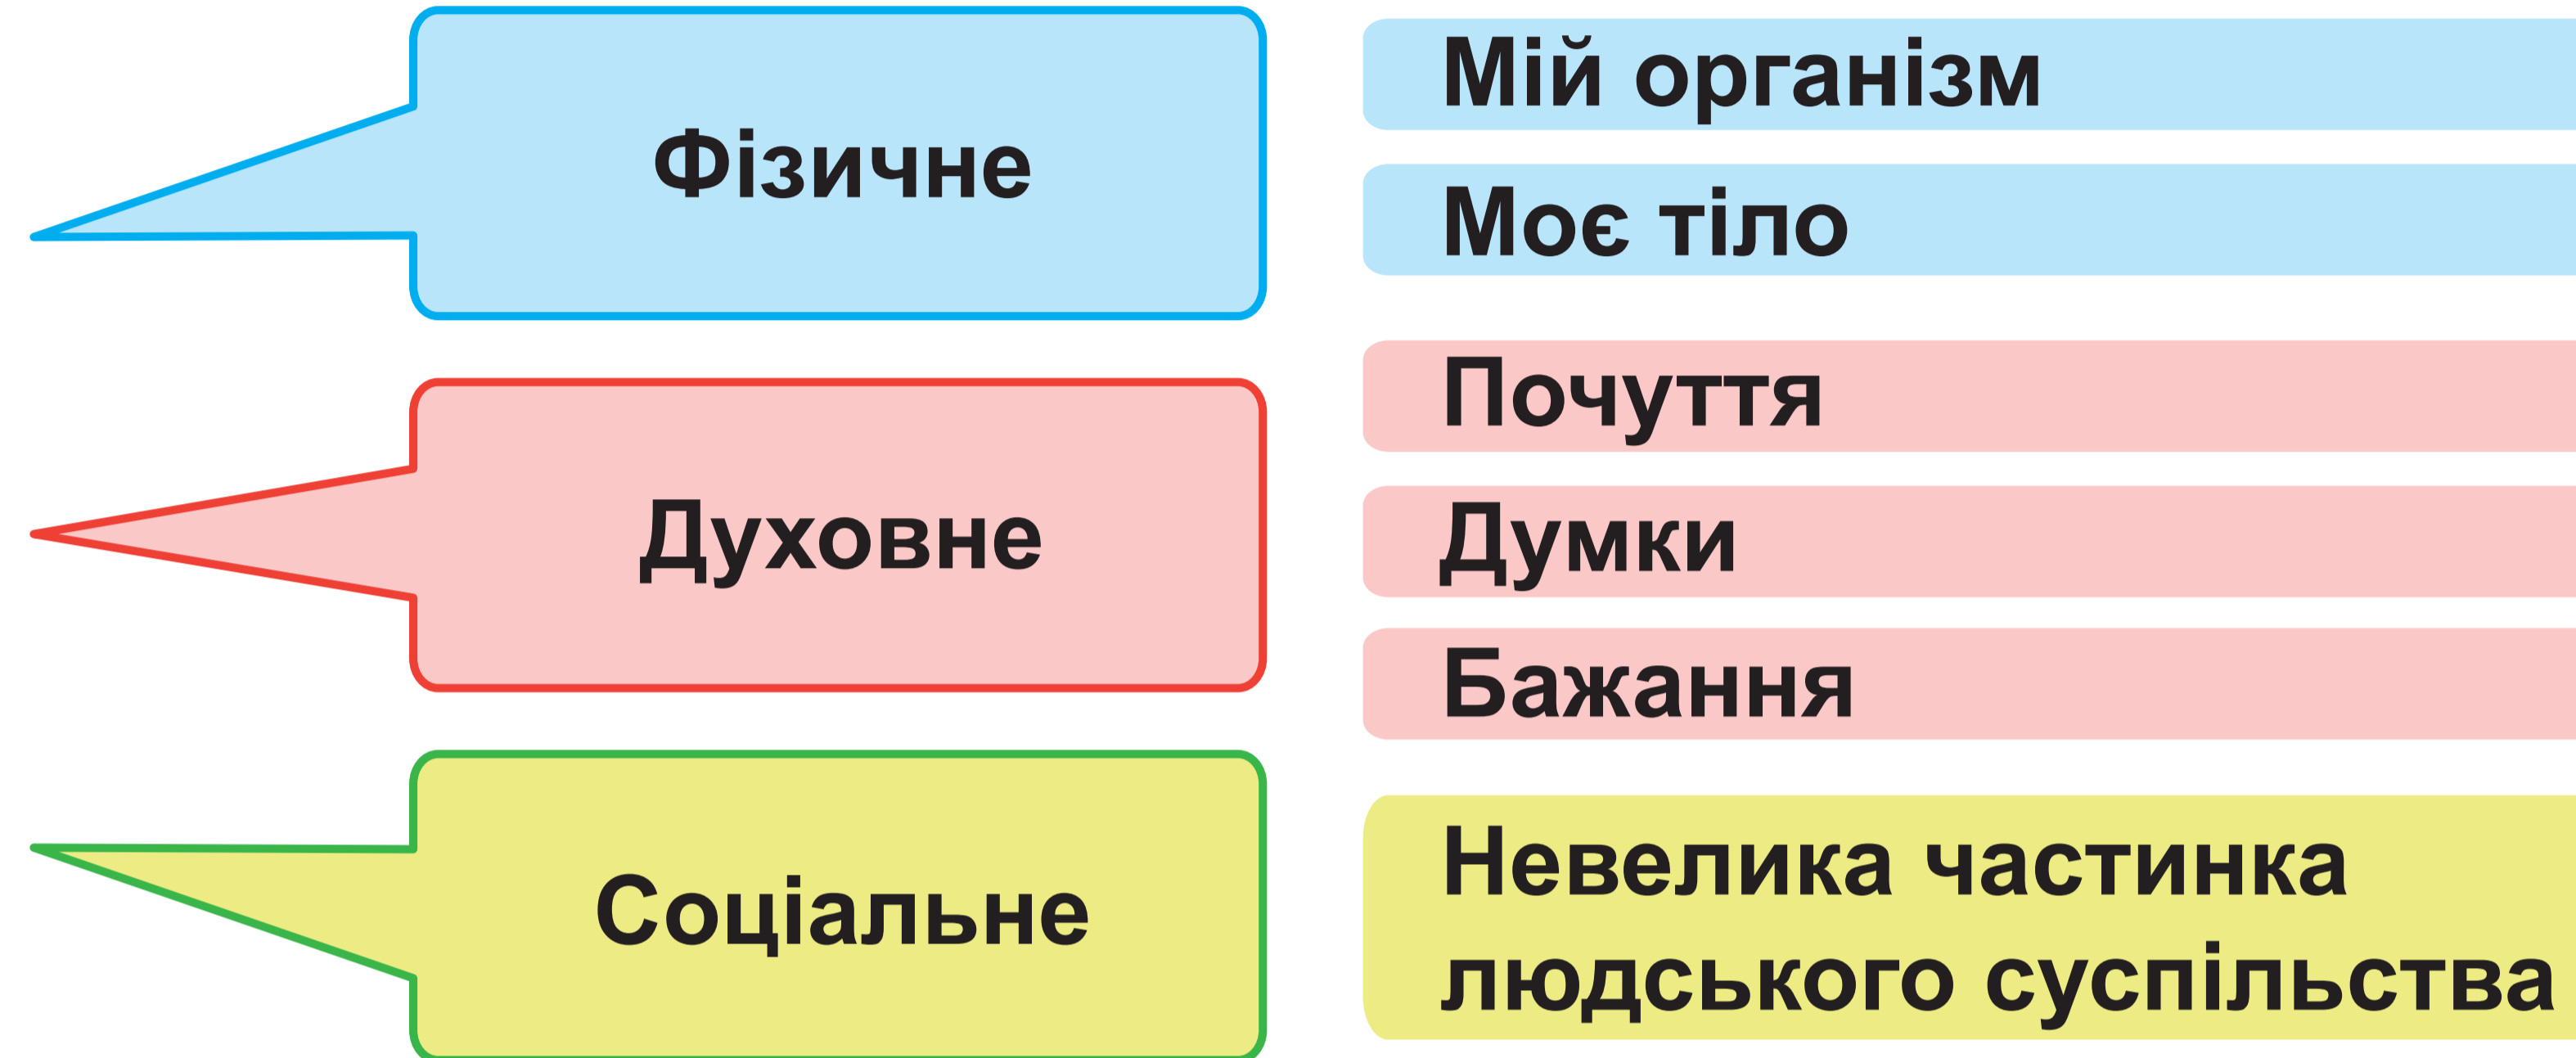 Фізичне
Мій організм
Моє тіло
Духовне
Почуття
Думки
Бажання
Соціальне
Невелика частинка
людського суспільства